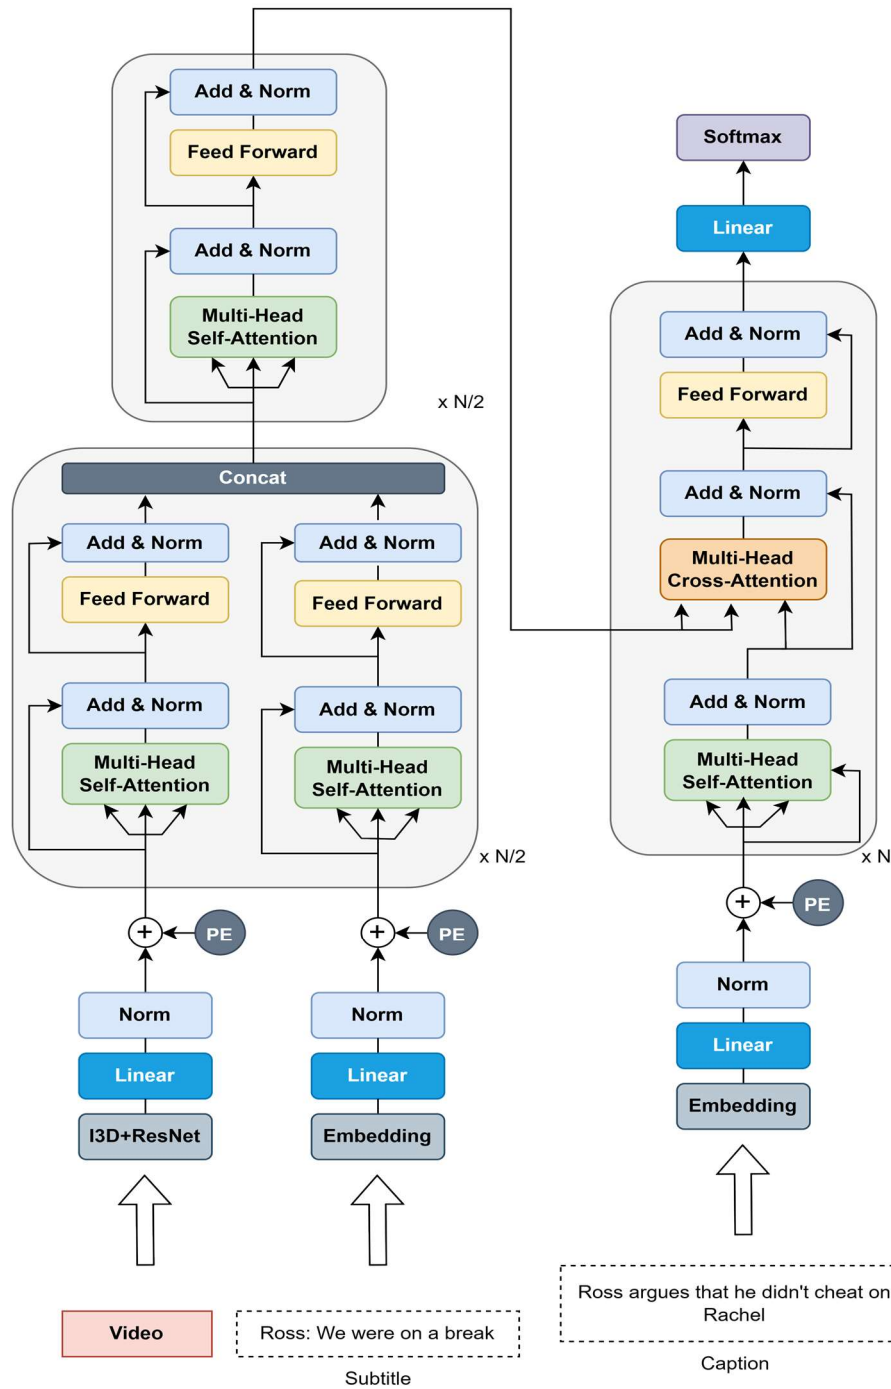 Add & Norm
Feed Forward
Add & Norm
Multi-Head
Self-Attention
x N/2
Concat
Add & Norm
Feed Forward
Add & Norm
Multi-Head
Self-Attention
Add & Norm
Feed Forward
Add & Norm
Multi-Head
Self-Attention
x N/2
+
PE
+
PE
Norm
Linear
I3D+ResNet
Norm
Linear
Embedding
Video
Ross: We were on a break
Subtitle
Softmax
Linear
Add & Norm
Feed Forward
Add & Norm
Multi-Head
Cross-Attention
Add & Norm
Multi-Head
Self-Attention
x N
+
PE
Norm
Linear
Embedding
Ross argues that he didn't cheat on
Rachel
Caption